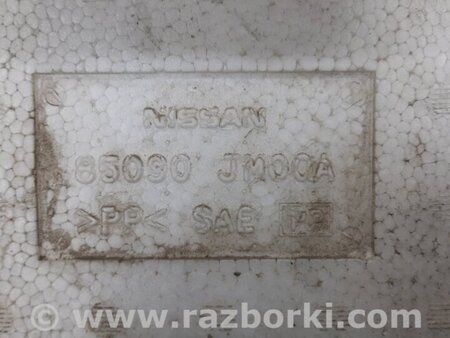 NISSAN
85090 JM00A
>PP< SAE
© www.razborki.com